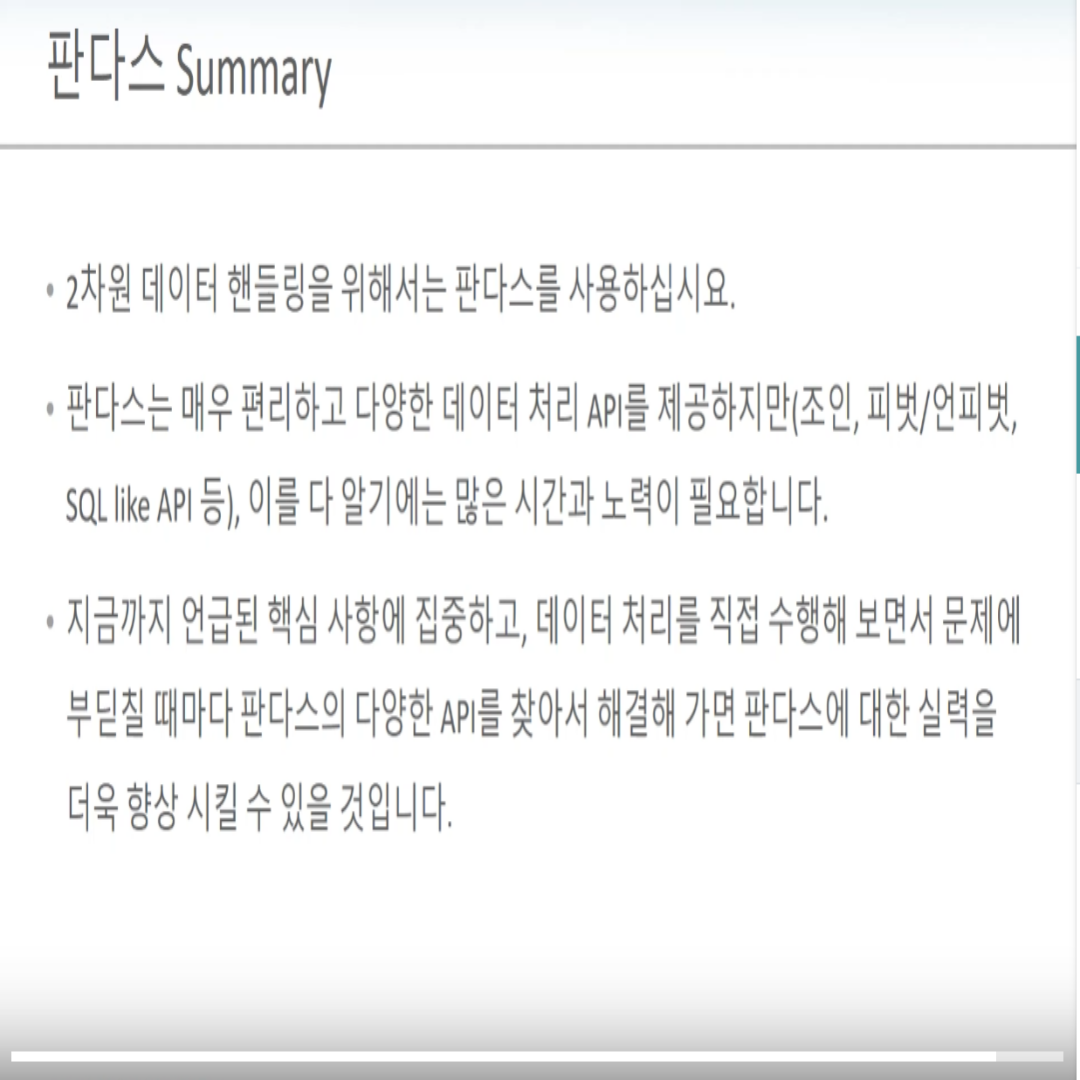 판다스 Summary
• 2차원 데이터 핸들링을 위해서는 판다스를 사용하십시요.
• 판다스는 매우 편리하고 다양한 데이터 처리 API를 제공하지만(조인, 피벗/언피벗,
SQL like API 등), 이를 다 알기에는 많은 시간과 노력이 필요합니다.
• 지금까지 언급된 핵심 사항에 집중하고, 데이터 처리를 직접 수행해 보면서 문제에
부딛칠 때마다 판다스의 다양한 API를 찾아서 해결해 가면 판다스에 대한 실력을
더욱 향상 시킬 수 있을 것입니다.